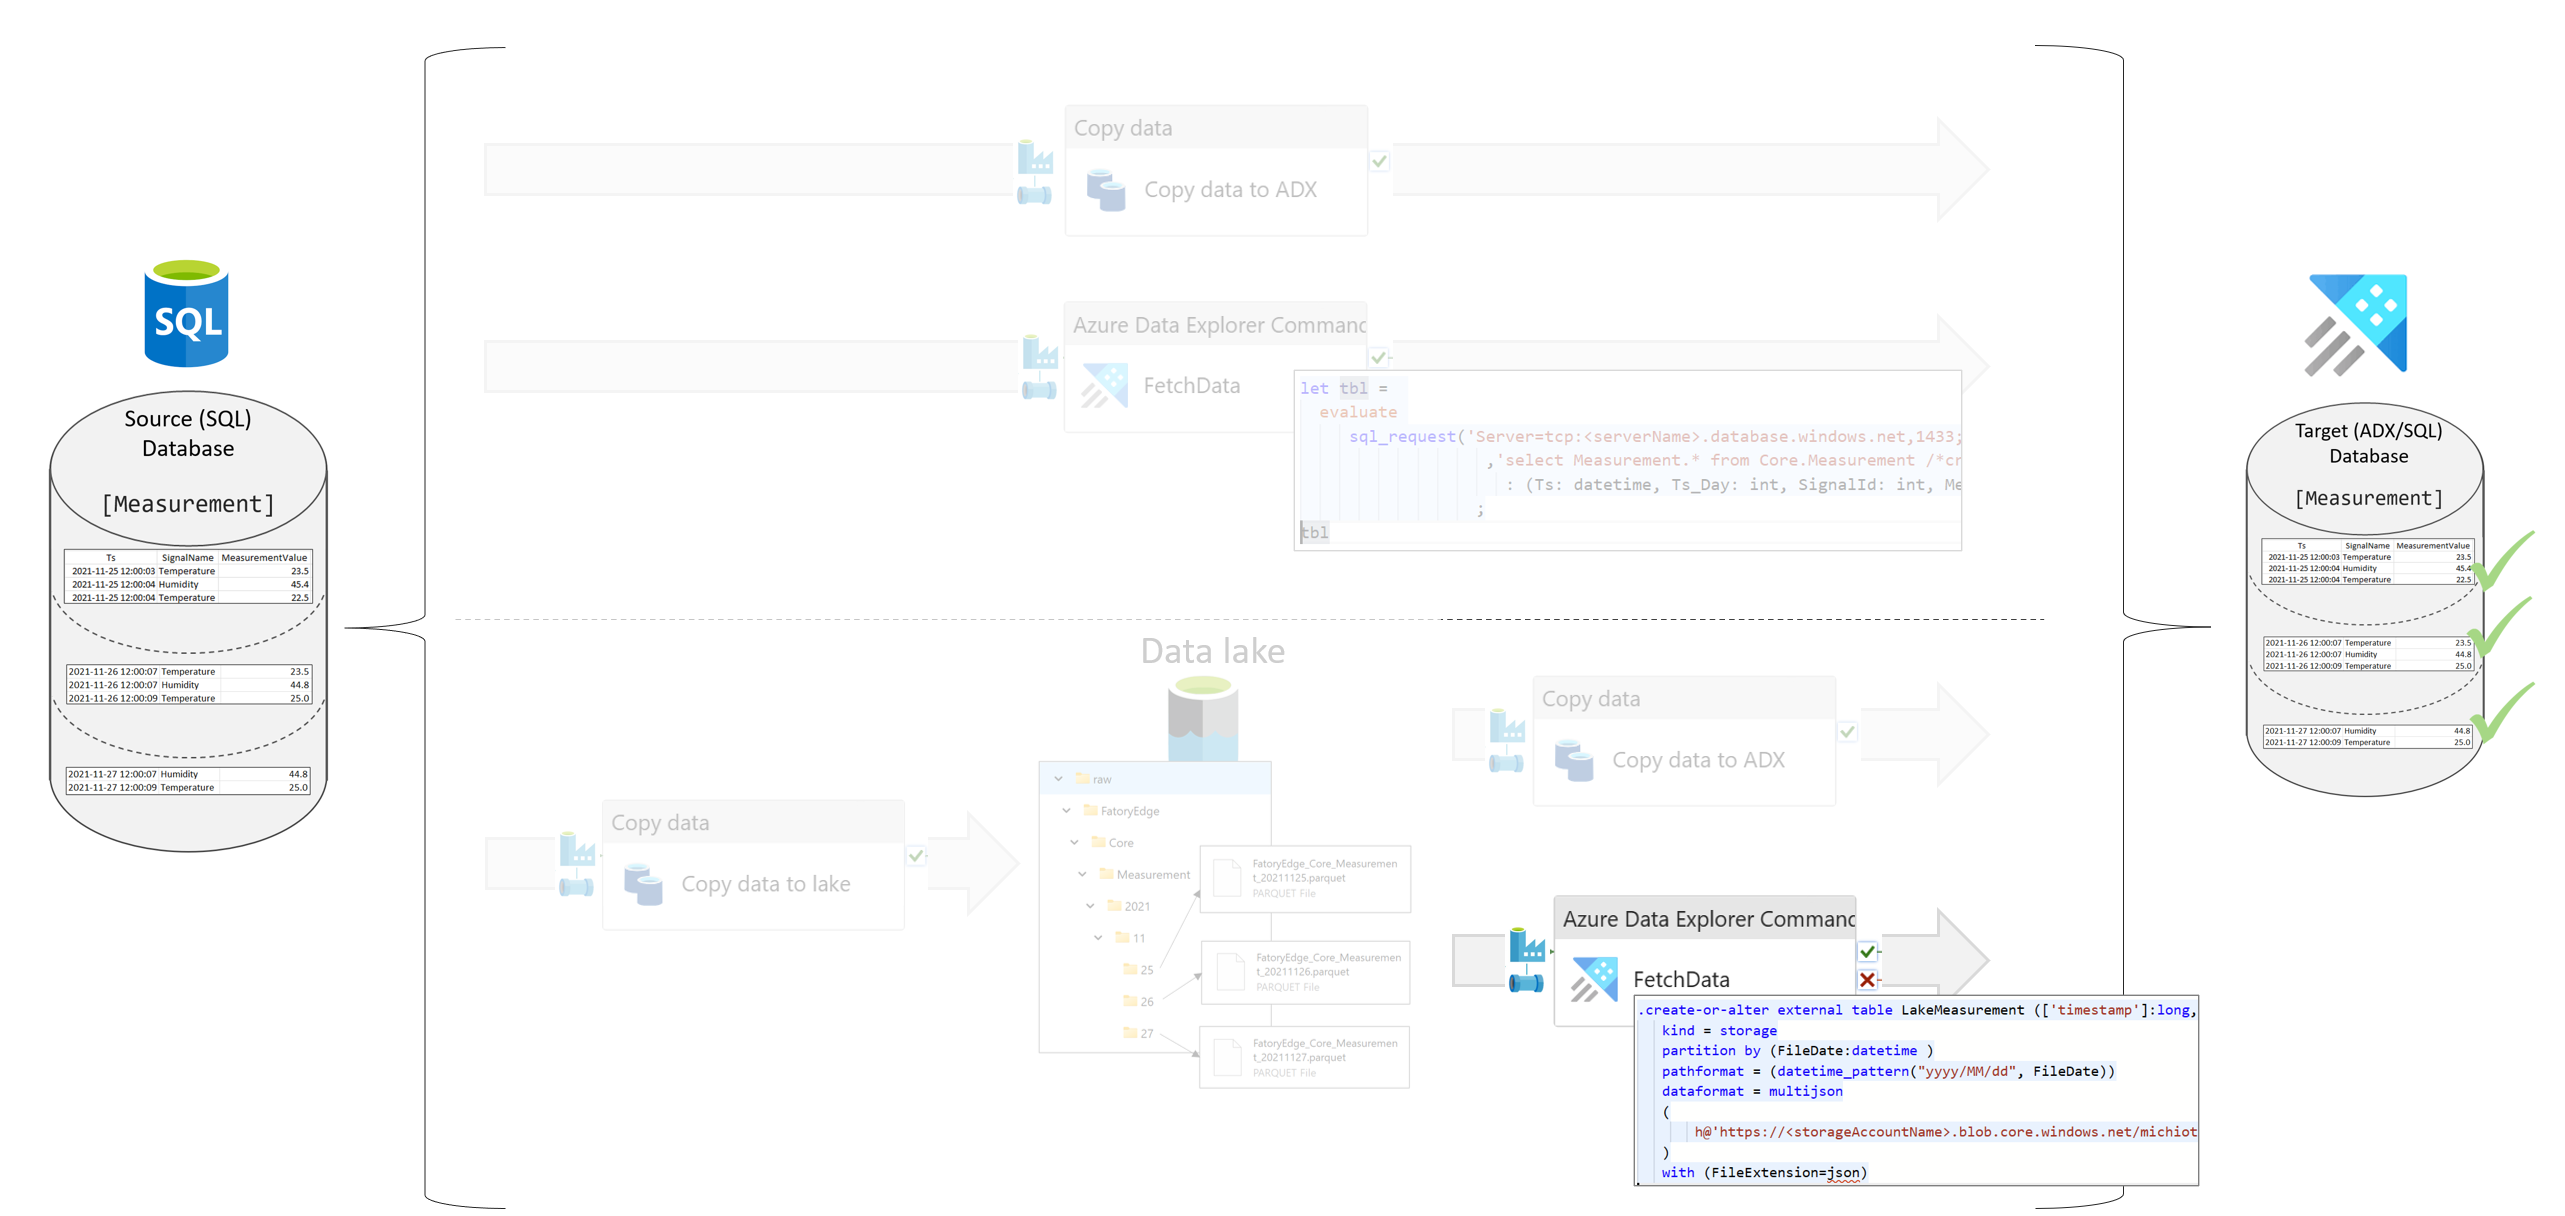 SQL
Source (SQL)
Database
[Measurement]
Ts SignalName MeasurementValue
2021-11-25 12:00:03 Temperature 23.5
2021-11-25 12:00:04 Humidity 45.4
2021-11-25 12:00:04 Temperature 22.5
2021-11-26 12:00:07 Temperature 23.5
2021-11-26 12:00:07 Humidity 44.8
2021-11-26 12:00:09 Temperature 25.0
2021-11-27 12:00:07 Humidity 44.8
2021-11-27 12:00:09 Temperature 25.0
Copy data
Copy data to ADX
Azure Data Explorer Command
FetchData
let tbl =
evaluate
sql_request('Server=tcp:<serverName>.database.windows.net,1433;
,'select Measurement.* from Core.Measurement /*cr
: (Ts: datetime, Ts_Day: int, SignalId: int, Me
;
tbl
Data lake
Copy data
Copy data to lake
raw
FatoryEdge
Core
Measurement
2021
11
25
26
27
FatoryEdge_Core_Measuremen
t_20211125.parquet
PARQUET File
FatoryEdge_Core_Measuremen
t_20211126.parquet
PARQUET File
FatoryEdge_Core_Measuremen
t_20211127.parquet
PARQUET File
Copy data
Copy data to ADX
Azure Data Explorer Command
FetchData
.create-or-alter external table LakeMeasurement (['timestamp']:long,
kind = storage
partition by (FileDate:datetime )
pathformat = (datetime_pattern("yyyy/MM/dd", FileDate))
dataformat = multijson
(
h@'https://<storageAccountName>.blob.core.windows.net/michiot
)
with (FileExtension=json)
Target (ADX/SQL)
Database
[Measurement]
Ts SignalName MeasurementValue
2021-11-25 12:00:03 Temperature 23.5
2021-11-25 12:00:04 Humidity 45.4
2021-11-25 12:00:04 Temperature 22.5
2021-11-26 12:00:07 Temperature 23.5
2021-11-26 12:00:07 Humidity 44.8
2021-11-26 12:00:09 Temperature 25.0
2021-11-27 12:00:07 Humidity 44.8
2021-11-27 12:00:09 Temperature 25.0